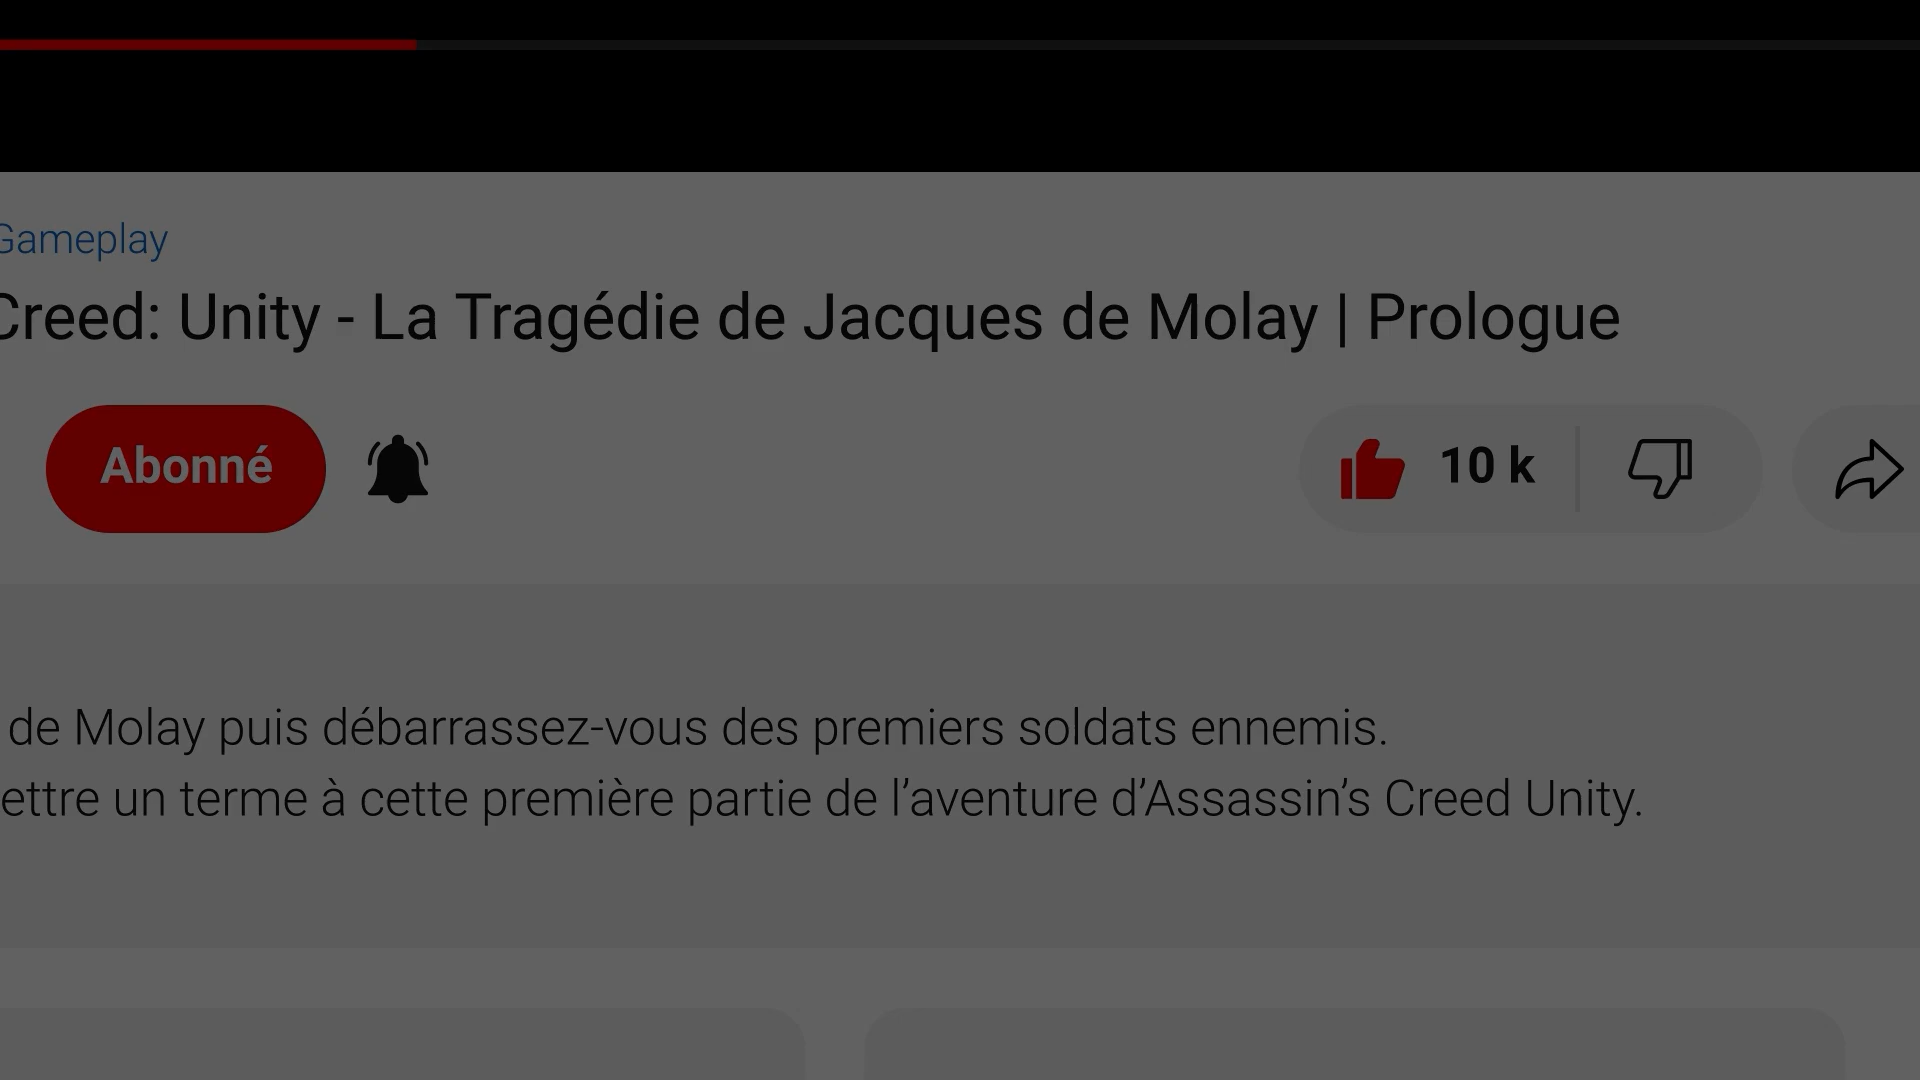 Gameplay
Creed: Unity - La Tragédie de Jacques de Molay | Prologue
Abonné
10 k
de Molay puis débarrassez-vous des premiers soldats ennemis.
ettre un terme à cette première partie de l’aventure d’Assassin’s Creed Unity.